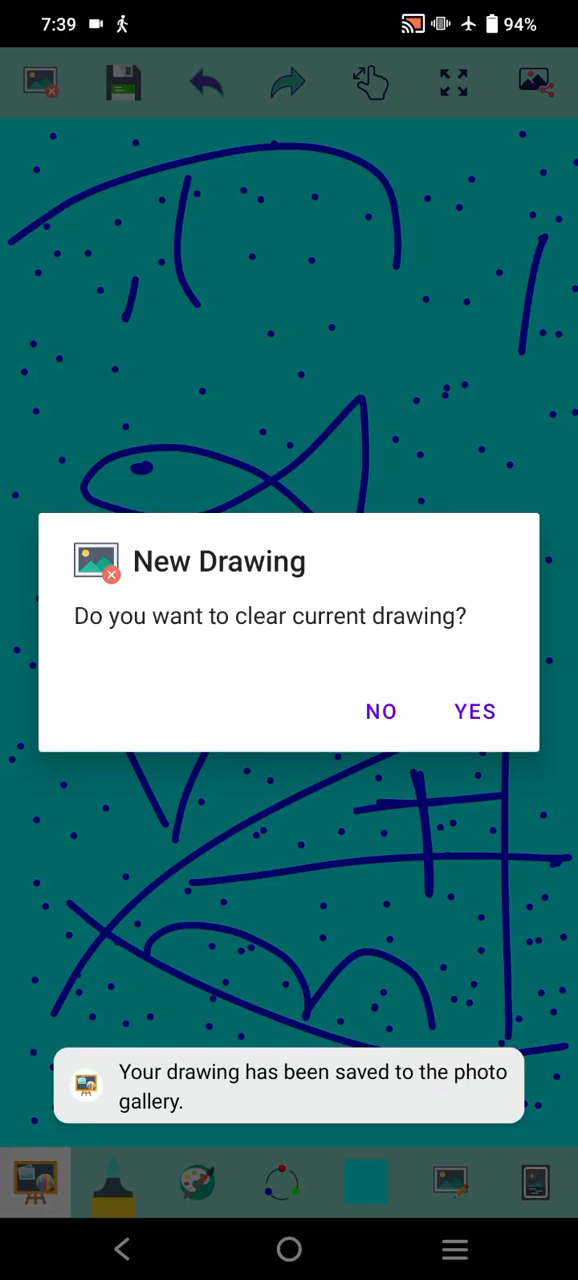 7:39
94%
New Drawing
Do you want to clear current drawing?
NO YES
Your drawing has been saved to the photo
gallery.